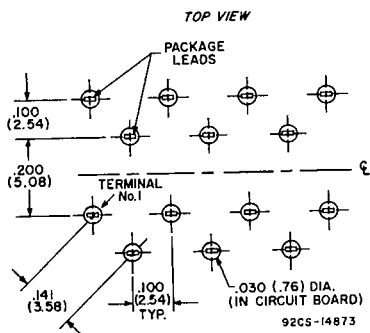 TOP VIEW
PACKAGE
LEADS
.100
(2.54)
.200
(5.08)
TERMINAL
No.1
℄
.141
(3.58)
.100
(2.54)
TYP.
.030 (.76) DIA.
(IN CIRCUIT BOARD)
92CS-14873